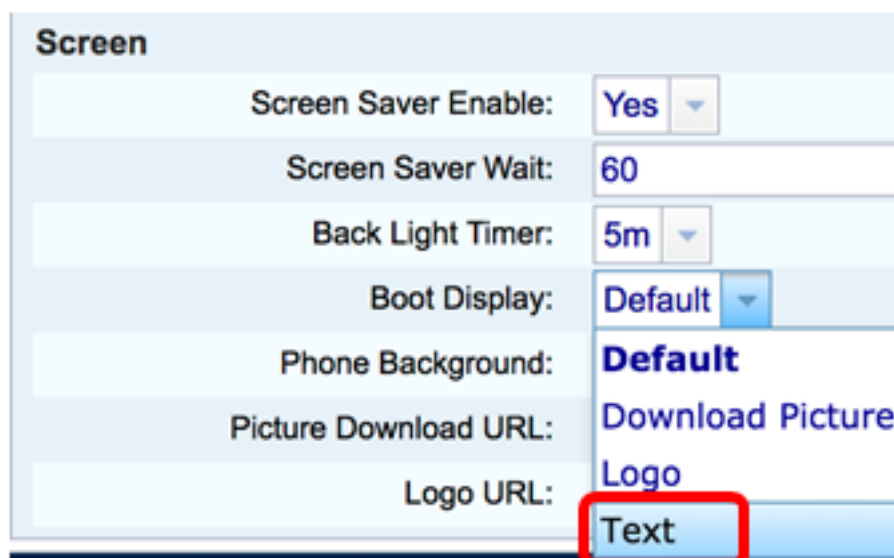 Screen
Screen Saver Enable: Yes
Screen Saver Wait: 60
Back Light Timer: 5m
Boot Display: Default
Phone Background: Default
Picture Download URL: Download Picture
Logo URL: Logo
Text